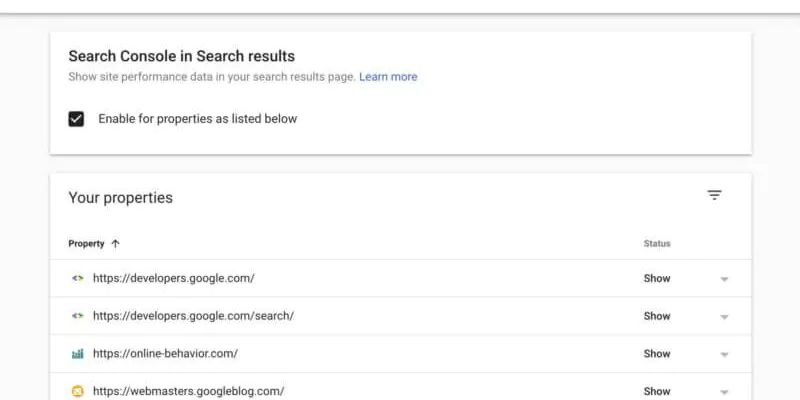 Search Console in Search results
Show site performance data in your search results page. Learn more
Enable for properties as listed below
Your properties
Property Status
https://developers.google.com/ Show
https://developers.google.com/search/ Show
https://online-behavior.com/ Show
https://webmasters.googleblog.com/ Show